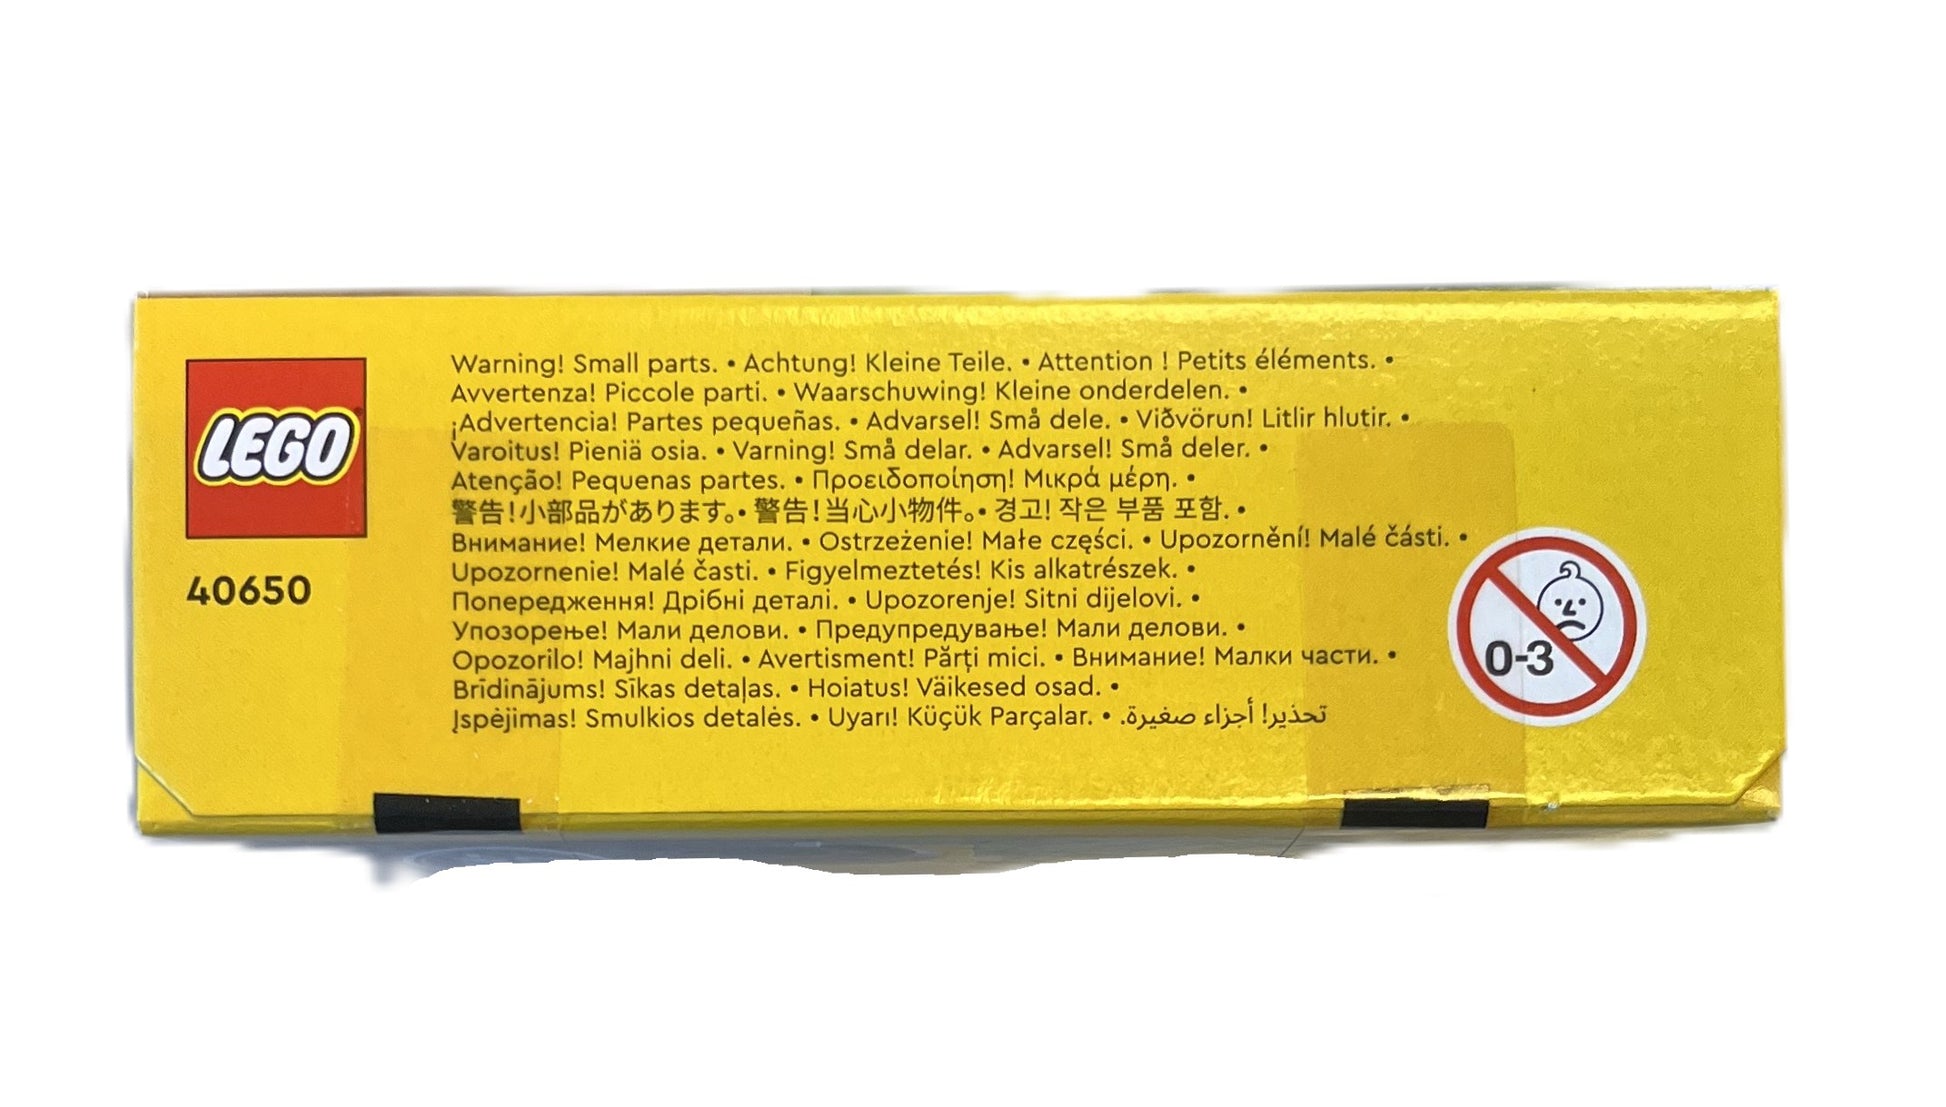 LEGO
40650
Warning! Small parts. • Achtung! Kleine Teile. • Attention ! Petits éléments. •
Avvertenza! Piccole parti. • Waarschuwing! Kleine onderdelen. •
¡Advertencia! Partes pequeñas. • Advarsel! Små dele. • Viðvörun! Litlir hlutir. •
Varoitus! Pieniä osia. • Varning! Små delar. • Advarsel! Små deler. •
Atenção! Pequenas partes. • Προειδοποίηση! Μικρά μέρη. •
警告!小部品があります。• 警告!当心小物件。• 경고! 작은 부품 포함. •
Внимание! Мелкие детали. • Ostrzeżenie! Małe części. • Upozornění! Malé části. •
Upozornenie! Malé časti. • Figyelmeztetés! Kis alkatrészek. •
Попередження! Дрібні деталі. • Upozorenje! Sitni dijelovi. •
Упозорење! Мали делови. • Предупредување! Мали делови. •
Opozorilo! Majhni deli. • Avertisment! Părți mici. • Внимание! Малки части. •
Brīdinājums! Sīkas detaļas. • Hoiatus! Väikesed osad. •
Įspėjimas! Smulkios detalės. • Uyarı! Küçük Parçalar. • تحذير! أجزاء صغيرة.
0-3